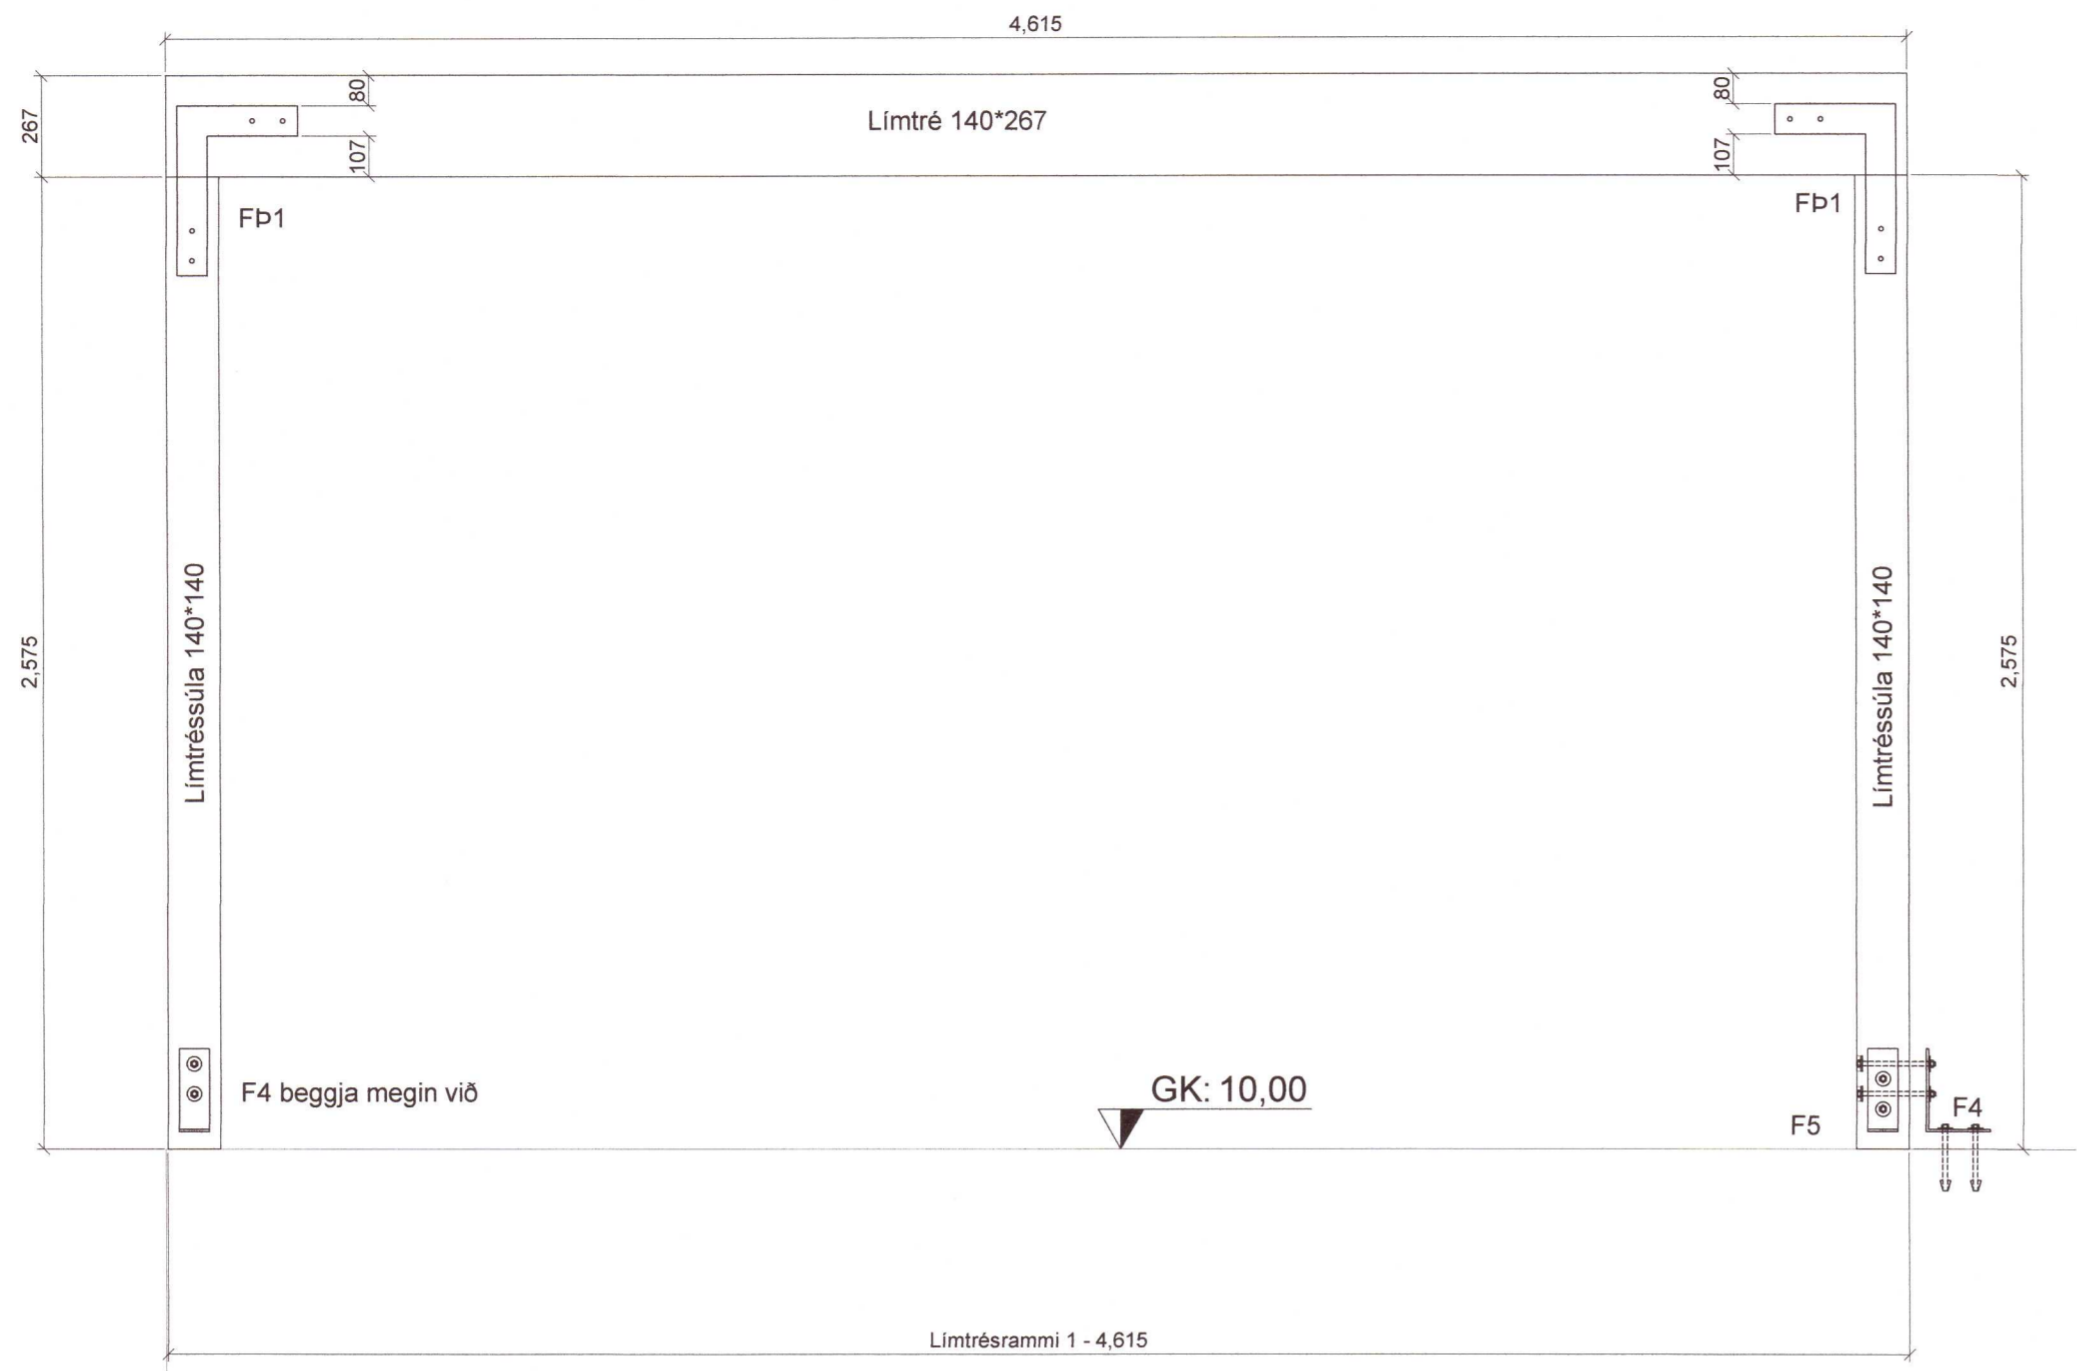 4,615
80
80
267
Límtré 140*267
107
107
FÞ1
FÞ1
Límtréssúla 140*140
Límtréssúla 140*140
2,575
2,575
F4 beggja megin við
GK: 10,00
F4
F5
Límtrésrammi 1 - 4,615